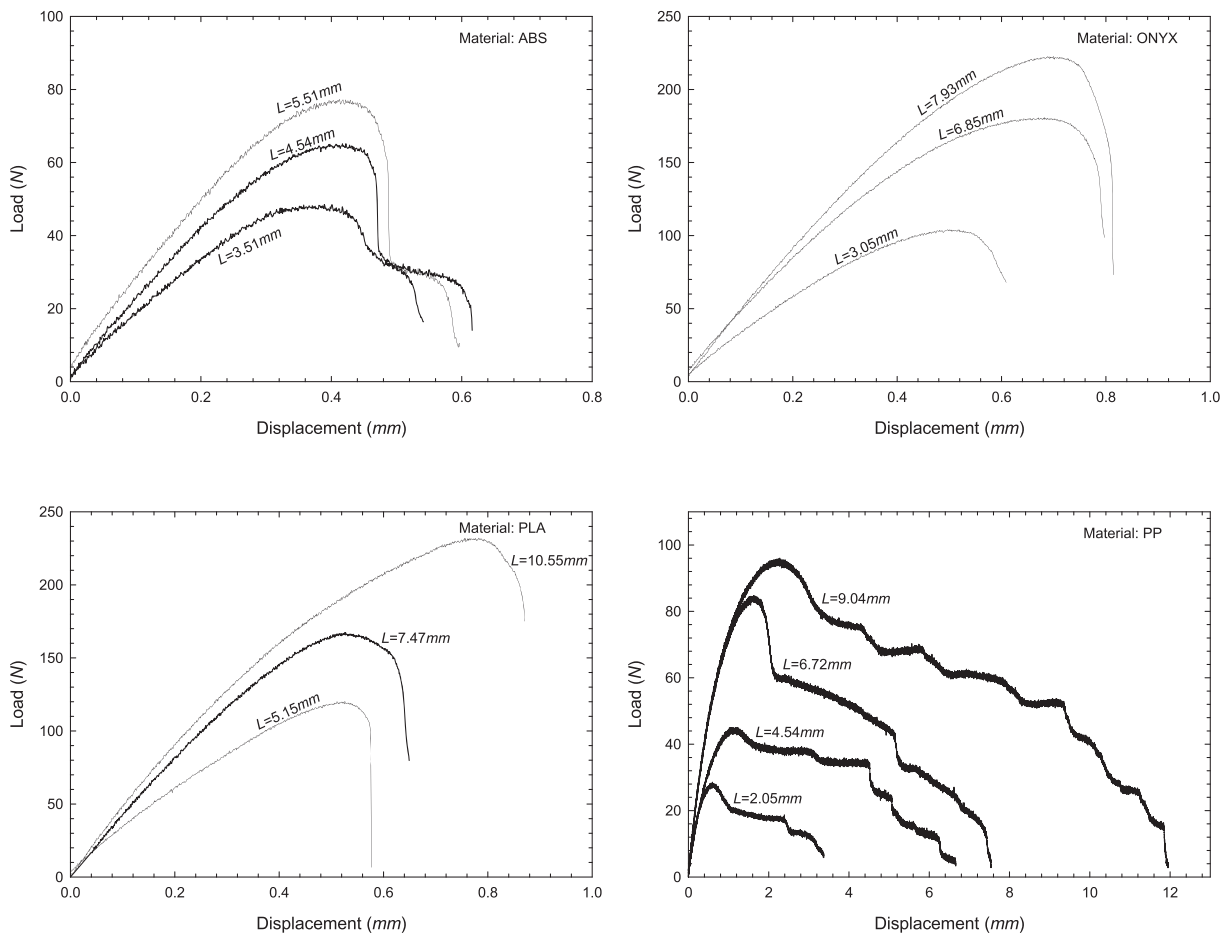 Material: ABS
L=5.51mm
L=4.54mm
L=3.51mm
Load (N)
100
80
60
40
20
0
0.0 0.2 0.4 0.6 0.8
Displacement (mm)
Material: ONYX
L=7.93mm
L=6.85mm
L=3.05mm
Load (N)
250
200
150
100
50
0
0.0 0.2 0.4 0.6 0.8 1.0
Displacement (mm)
Material: PLA
L=10.55mm
L=7.47mm
L=5.15mm
Load (N)
250
200
150
100
50
0
0.0 0.2 0.4 0.6 0.8 1.0
Displacement (mm)
Material: PP
L=9.04mm
L=6.72mm
L=4.54mm
L=2.05mm
Load (N)
100
80
60
40
20
0
0 2 4 6 8 10 12
Displacement (mm)